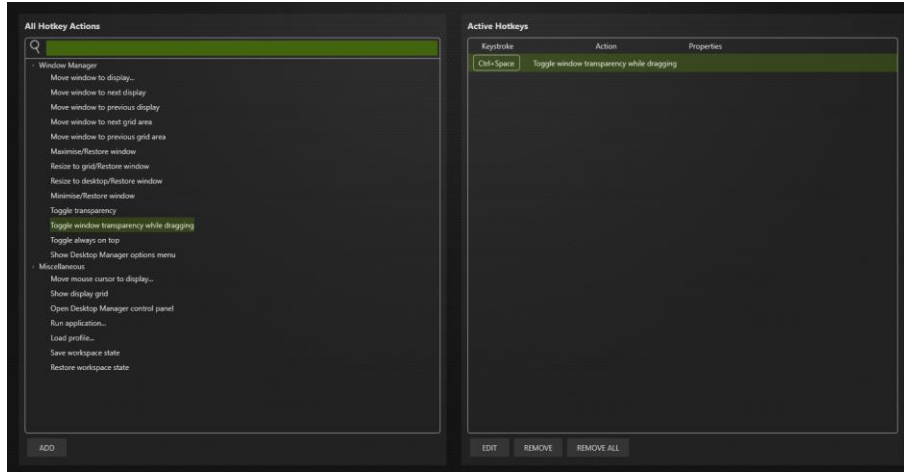 All Hotkey Actions
Window Manager
Move window to display...
Move window to next display
Move window to previous display
Move window to next grid area
Move window to previous grid area
Maximise/Restore window
Resize to grid/Restore window
Resize to desktop/Restore window
Minimise/Restore window
Toggle transparency
Toggle window transparency while dragging
Toggle always on top
Show Desktop Manager options menu
Miscellaneous
Move mouse cursor to display...
Show display grid
Open Desktop Manager control panel
Run application...
Load profile...
Save workspace state
Restore workspace state
ADD
Active Hotkeys
Keystroke Action Properties
Ctrl+Space Toggle window transparency while dragging
EDIT REMOVE REMOVE ALL